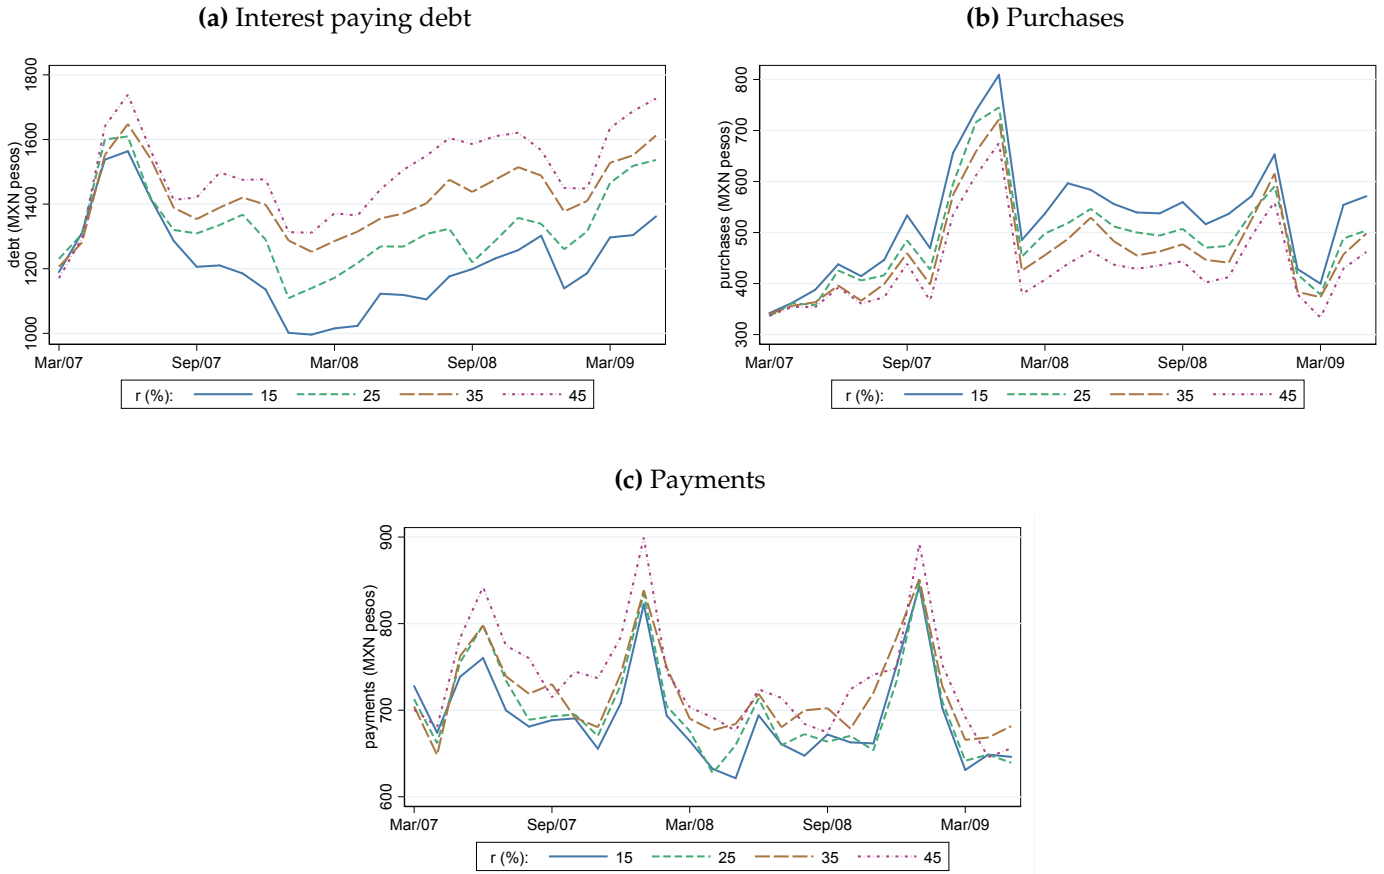 (a) Interest paying debt
debt (MXN pesos)
1800
1600
1400
1200
1000
Mar/07 Sep/07 Mar/08 Sep/08 Mar/09
r (%): 15 25 35 45
(b) Purchases
purchases (MXN pesos)
800
700
600
500
400
300
Mar/07 Sep/07 Mar/08 Sep/08 Mar/09
r (%): 15 25 35 45
(c) Payments
payments (MXN pesos)
900
800
700
600
Mar/07 Sep/07 Mar/08 Sep/08 Mar/09
r (%): 15 25 35 45